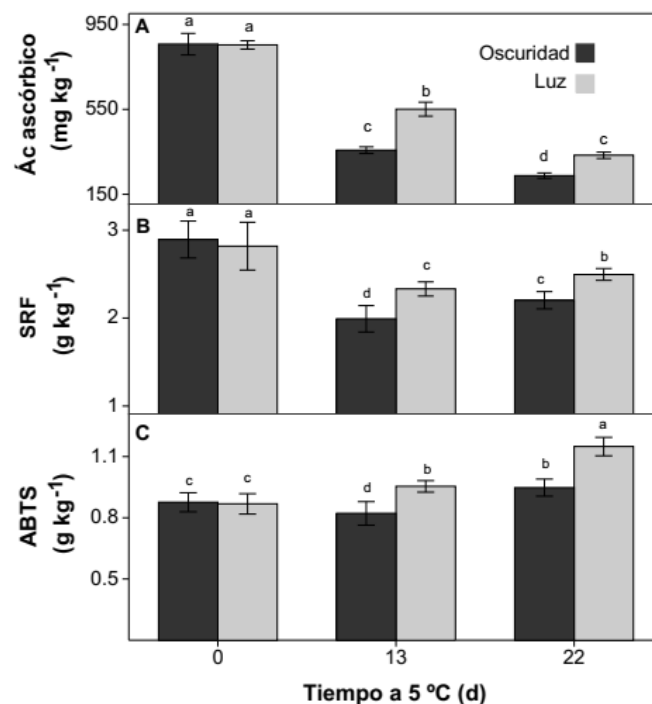 A
Ác ascórbico
(mg kg⁻¹)
950
550
150
a
a
c
b
d
c
Oscuridad
Luz
B
SRF
(g kg⁻¹)
3
2
1
a
a
d
c
c
b
C
ABTS
(g kg⁻¹)
1.1
0.8
0.5
c
c
d
b
b
a
0
13
22
Tiempo a 5 ºC (d)